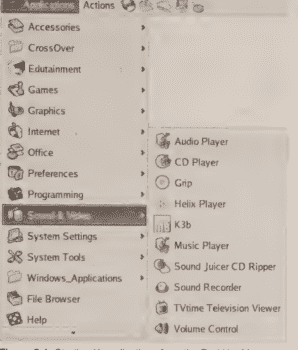 Applications Actions
Accessories
CrossOver
Edutainment
Games
Graphics
Internet
Office
Preferences
Programming
Sound & Video
System Settings
System Tools
Windows_Applications
File Browser
Help
Audio Player
CD Player
Grip
Helix Player
K3b
Music Player
Sound Juicer CD Ripper
Sound Recorder
TVtime Television Viewer
Volume Control